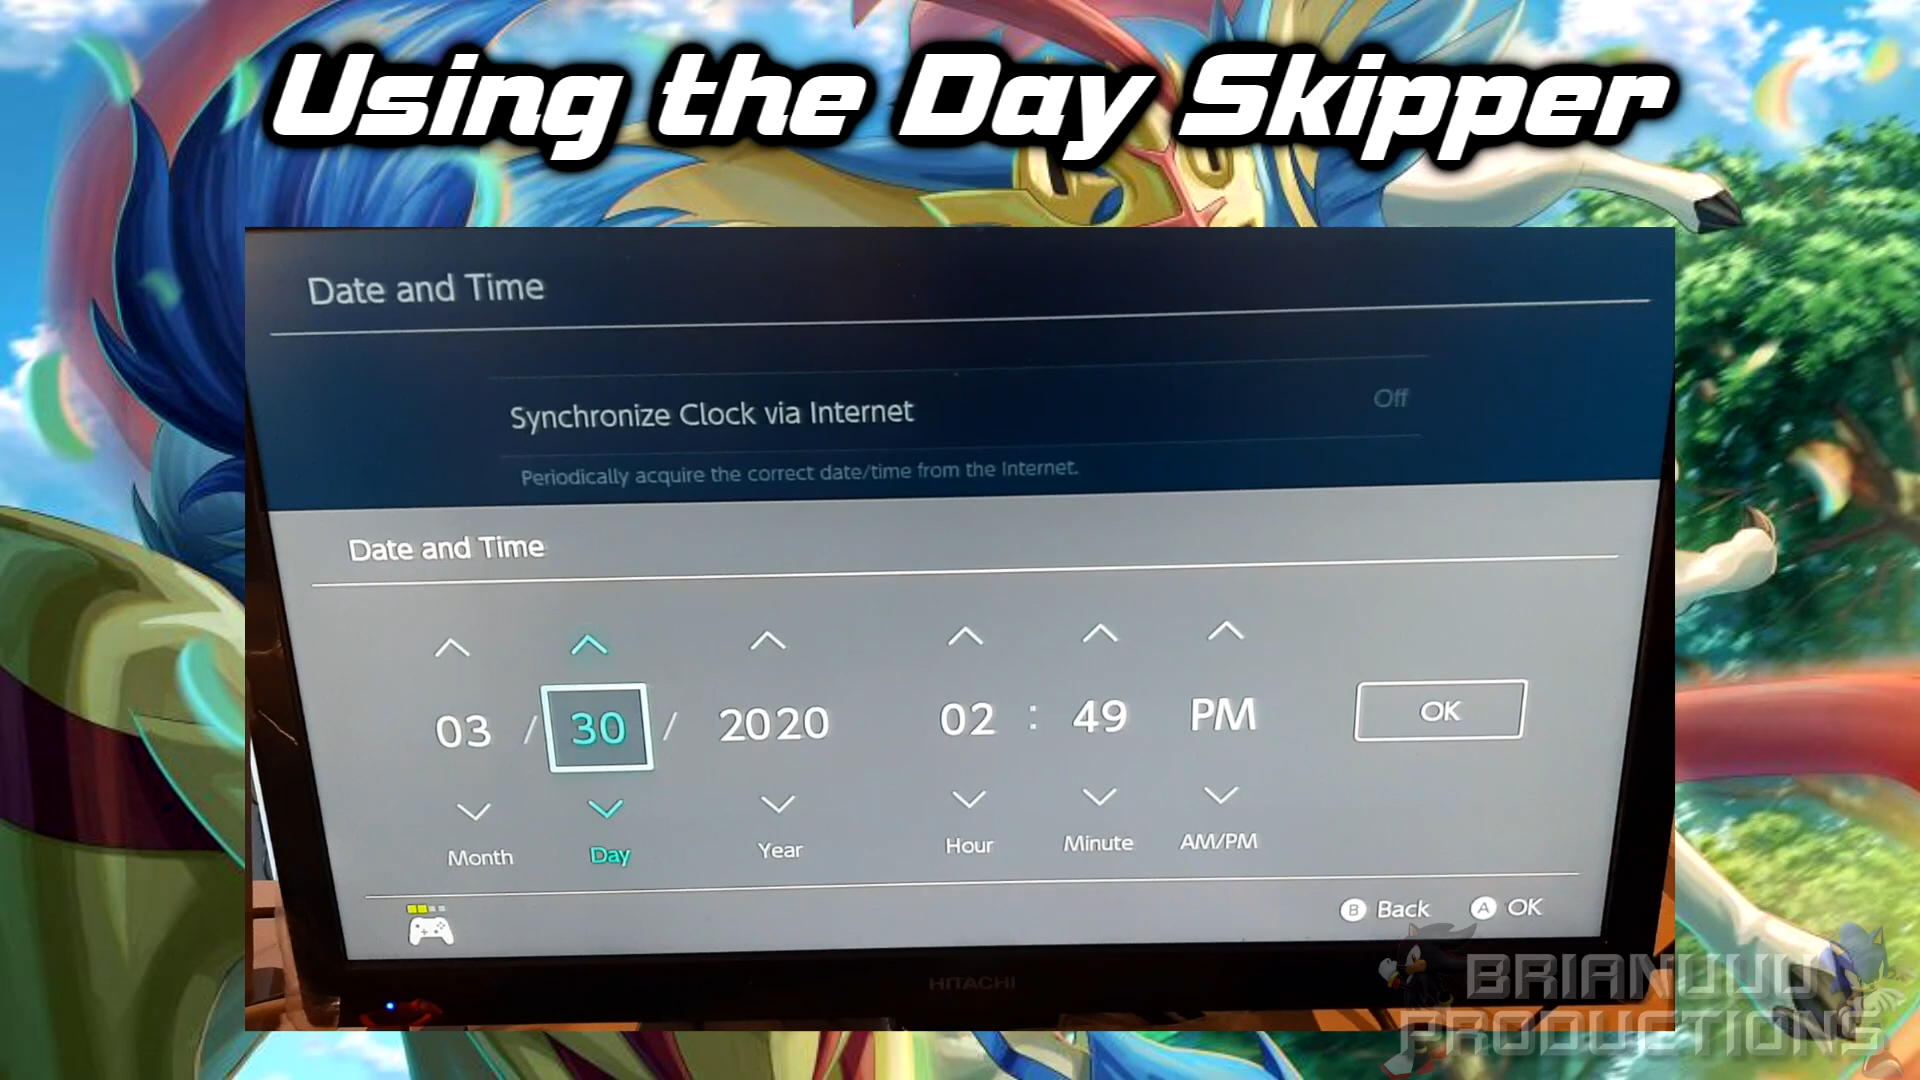 Using the Day Skipper
Date and Time
Synchronize Clock via Internet
Off
Periodically acquire the correct date/time from the Internet.
Date and Time
03 / 30 / 2020 02 : 49 PM OK
Month Day Year Hour Minute AM/PM
B Back A OK
HITACHI
BRIANUUU
PRODUCTIONS